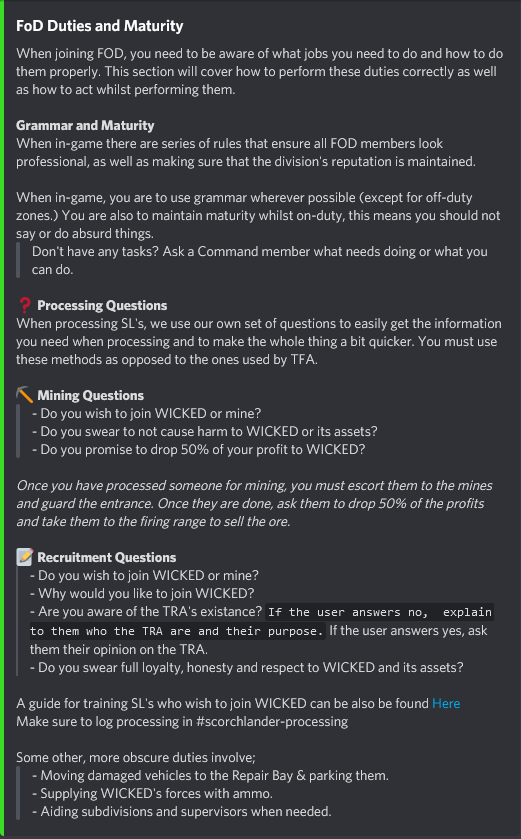 FoD Duties and Maturity
When joining FOD, you need to be aware of what jobs you need to do and how to do
them properly. This section will cover how to perform these duties correctly as well
as how to act whilst performing them.
Grammar and Maturity
When in-game there are series of rules that ensure all FOD members look
professional, as well as making sure that the division's reputation is maintained.
When in-game, you are to use grammar wherever possible (except for off-duty
zones.) You are also to maintain maturity whilst on-duty, this means you should not
say or do absurd things.
Don't have any tasks? Ask a Command member what needs doing or what you
can do.
❓ Processing Questions
When processing SL's, we use our own set of questions to easily get the information
you need when processing and to make the whole thing a bit quicker. You must use
these methods as opposed to the ones used by TFA.
⛏️ Mining Questions
- Do you wish to join WICKED or mine?
- Do you swear to not cause harm to WICKED or its assets?
- Do you promise to drop 50% of your profit to WICKED?
Once you have processed someone for mining, you must escort them to the mines
and guard the entrance. Once they are done, ask them to drop 50% of the profits
and take them to the firing range to sell the ore.
📝 Recruitment Questions
- Do you wish to join WICKED or mine?
- Why would you like to join WICKED?
- Are you aware of the TRA's existance? If the user answers no,  explain
to them who the TRA are and their purpose. If the user answers yes, ask
them their opinion on the TRA.
- Do you swear full loyalty, honesty and respect to WICKED and its assets?
A guide for training SL's who wish to join WICKED can be also be found Here
Make sure to log processing in #scorchlander-processing
Some other, more obscure duties involve;
- Moving damaged vehicles to the Repair Bay & parking them.
- Supplying WICKED's forces with ammo.
- Aiding subdivisions and supervisors when needed.